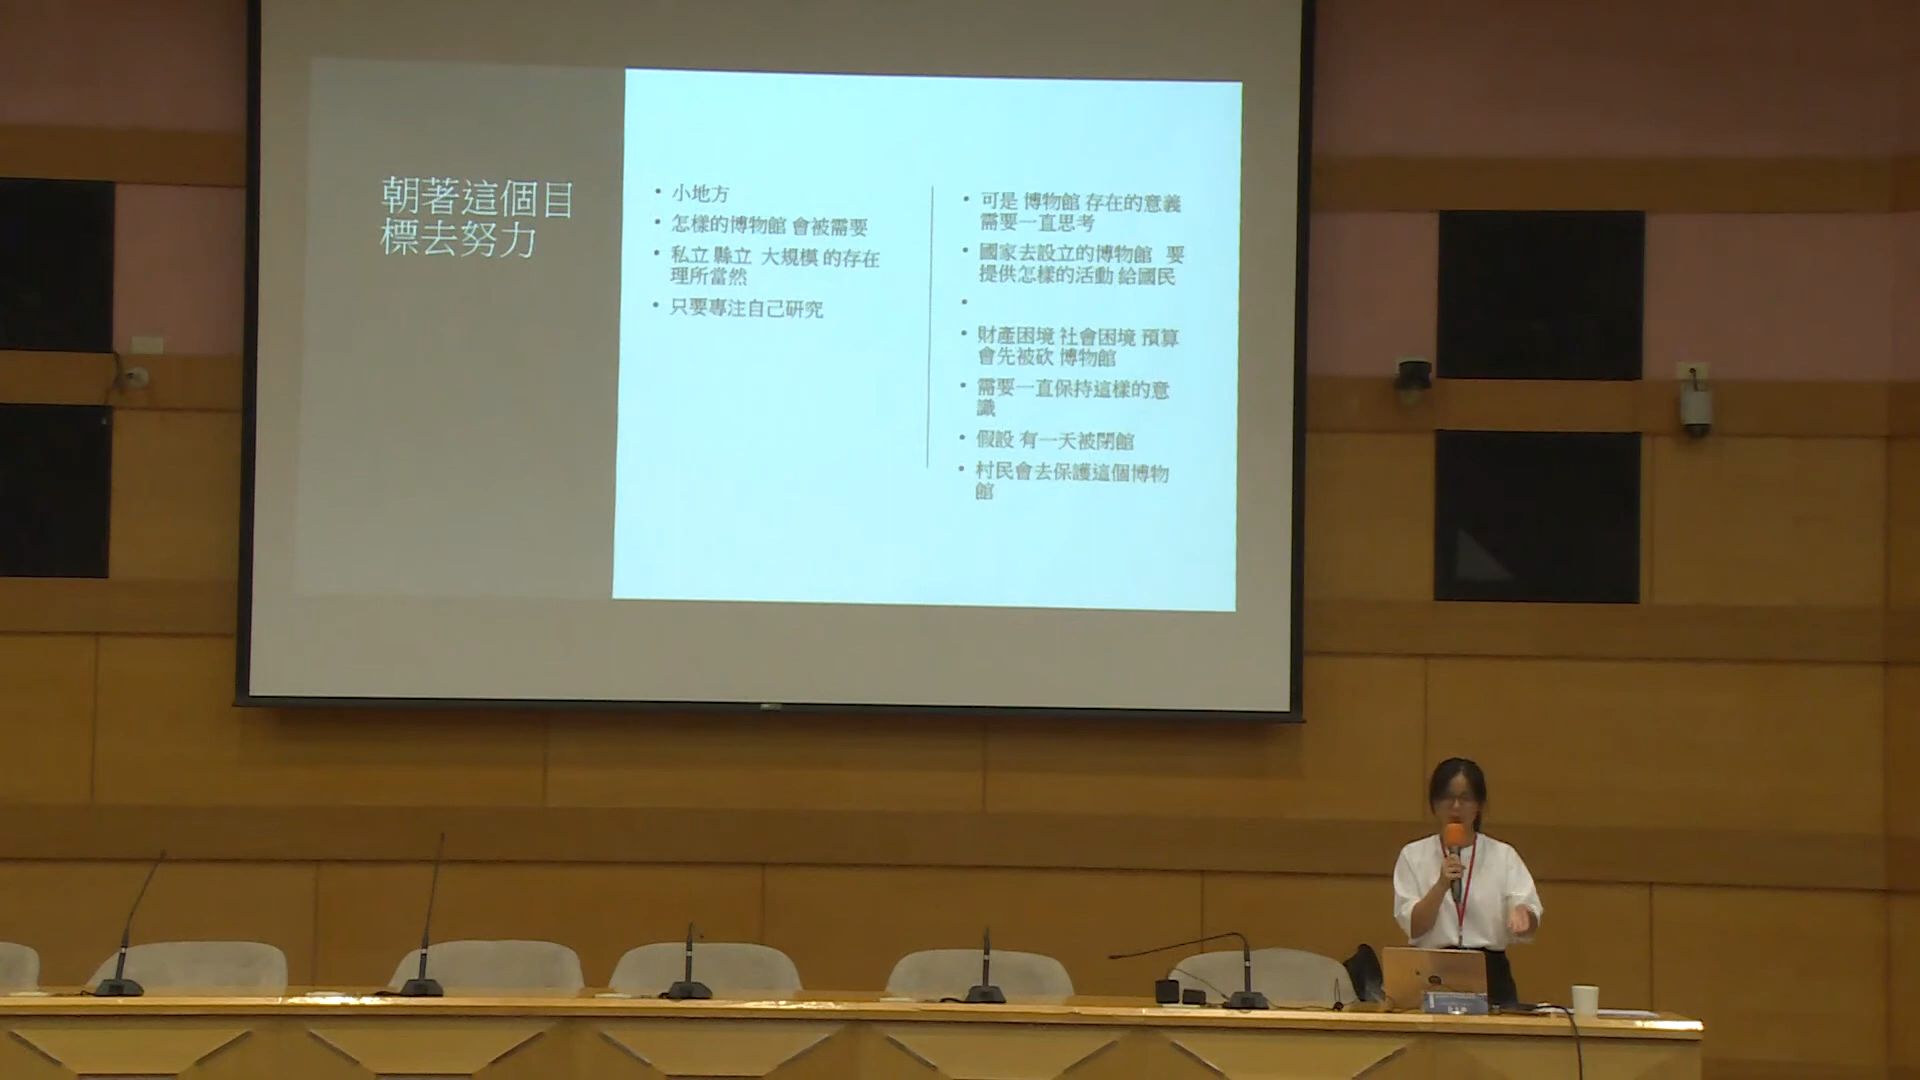 朝著這個目
標去努力
• 小地方
• 怎樣的博物館 會被需要
• 私立 縣立 大規模 的存在
理所當然
• 只要專注自己研究
• 可是 博物館 存在的意義
需要一直思考
• 國家去設立的博物館 要
提供怎樣的活動 給國民
•
• 財產困境 社會困境 預算
會先被砍 博物館
• 需要一直保持這樣的意
識
• 假設 有一天被閉館
• 村民會去保護這個博物
館